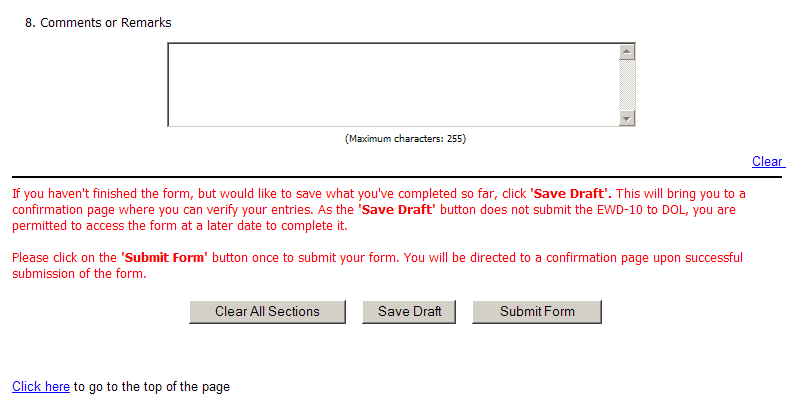 8. Comments or Remarks
(Maximum characters: 255)
Clear
If you haven't finished the form, but would like to save what you've completed so far, click 'Save Draft'. This will bring you to a
confirmation page where you can verify your entries. As the 'Save Draft' button does not submit the EWD-10 to DOL, you are
permitted to access the form at a later date to complete it.
Please click on the 'Submit Form' button once to submit your form. You will be directed to a confirmation page upon successful
submission of the form.
Clear All Sections Save Draft Submit Form
Click here to go to the top of the page